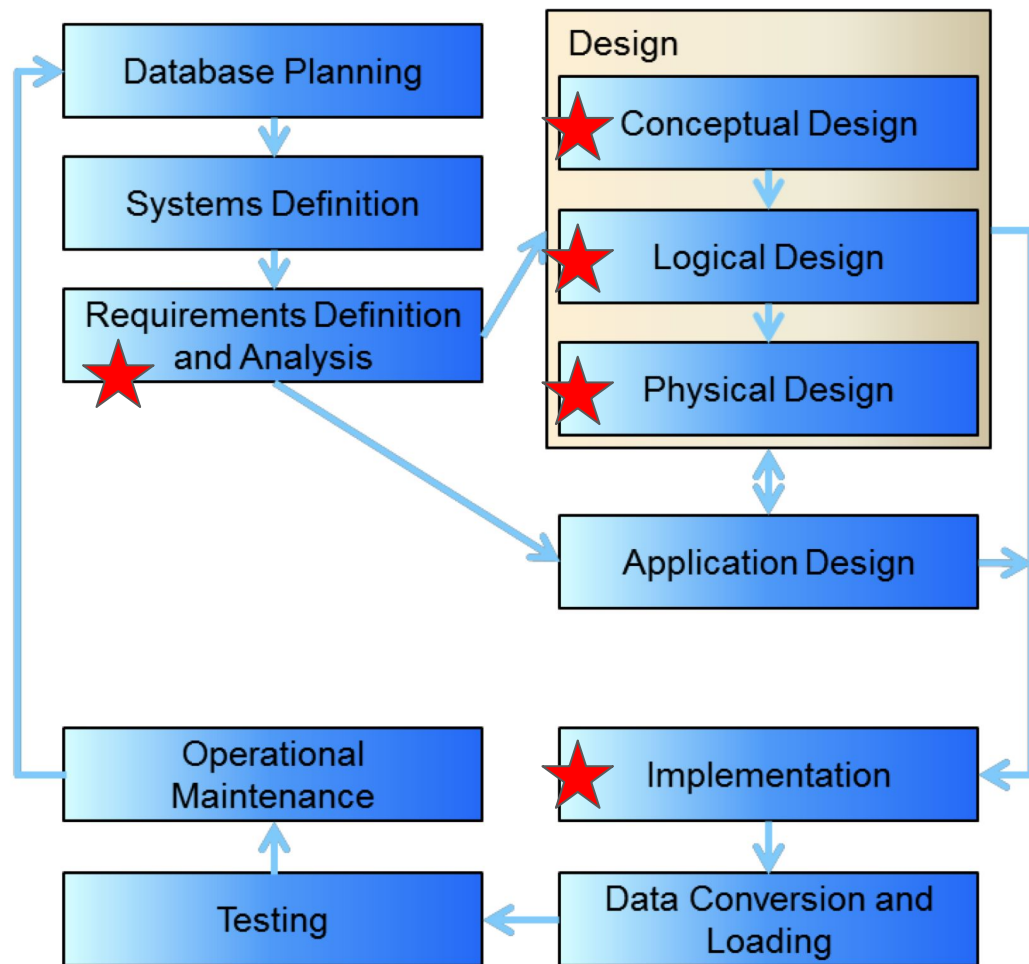 Database Planning
Systems Definition
Requirements Definition
and Analysis
Design
Conceptual Design
Logical Design
Physical Design
Application Design
Implementation
Data Conversion and
Loading
Testing
Operational
Maintenance